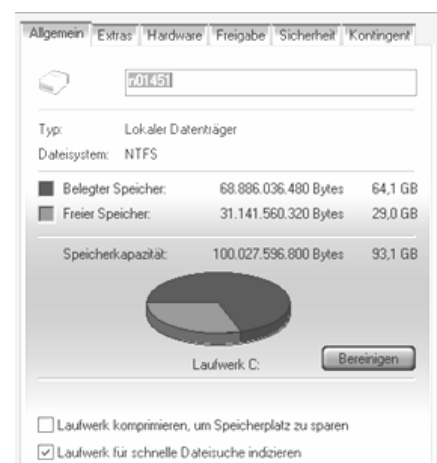 Allgemein Extras Hardware Freigabe Sicherheit Kontingent
n01451
Typ: Lokaler Datenträger
Dateisystem: NTFS
Belegter Speicher: 68.886.036.480 Bytes 64,1 GB
Freier Speicher: 31.141.560.320 Bytes 29,0 GB
Speicherkapazität: 100.027.596.800 Bytes 93,1 GB
Laufwerk C: Bereinigen
Laufwerk komprimieren, um Speicherplatz zu sparen
Laufwerk für schnelle Dateisuche indizieren